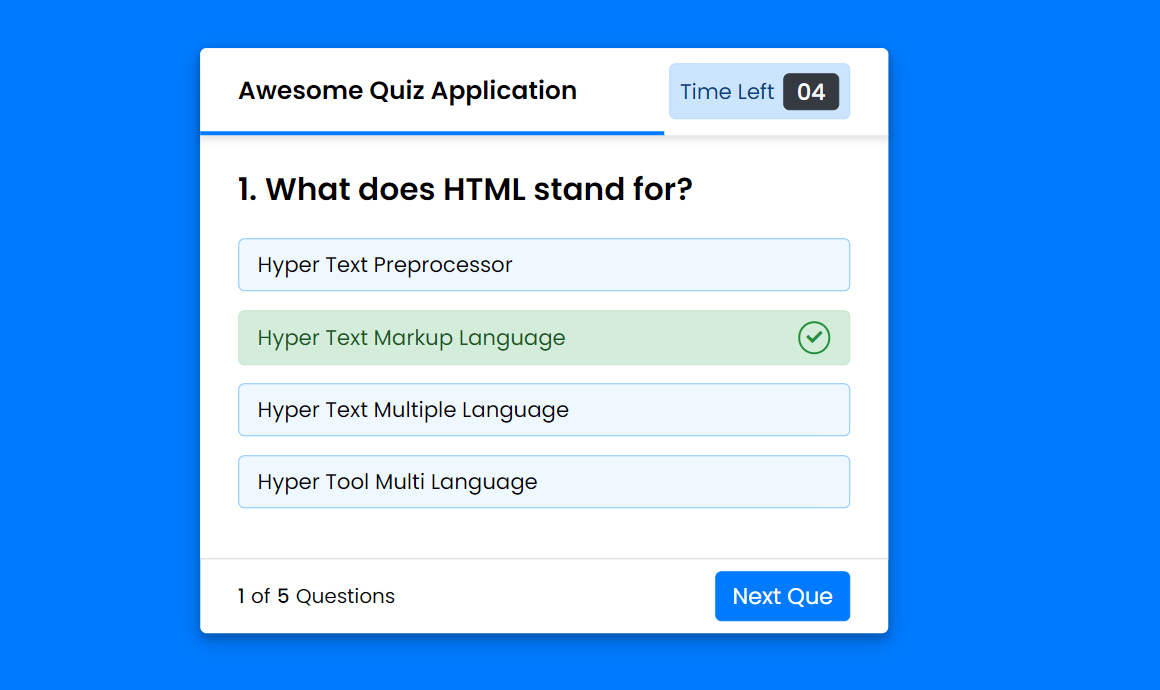 Awesome Quiz Application
Time Left 04
1. What does HTML stand for?
Hyper Text Preprocessor
Hyper Text Markup Language
Hyper Text Multiple Language
Hyper Tool Multi Language
1 of 5 Questions
Next Que